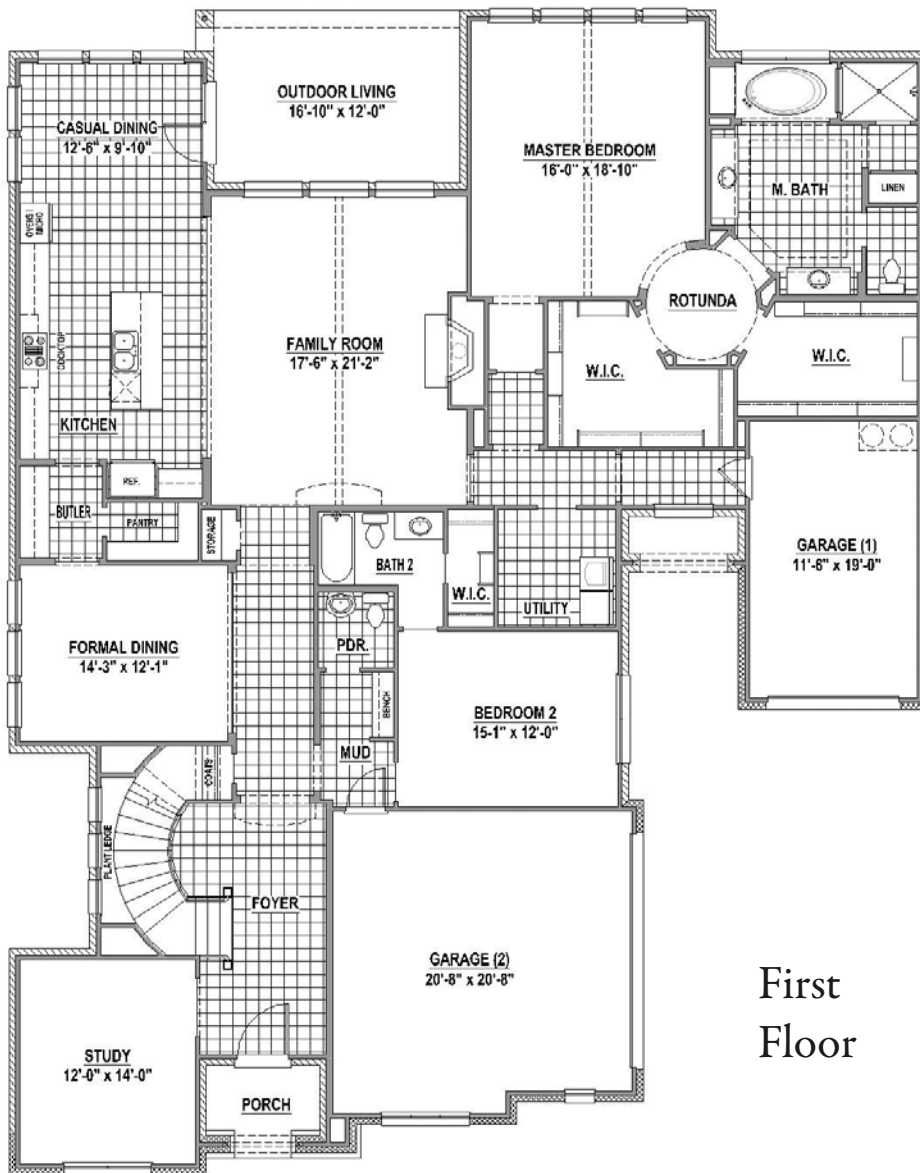 OUTDOOR LIVING
16'-10" x 12'-0"
CASUAL DINING
12'-6" x 9'-10"
MASTER BEDROOM
16'-0" x 18'-10"
M. BATH
LINEN
OVENS /
MICRO
ROTUNDA
FAMILY ROOM
17'-6" x 21'-2"
COOKTOP
W.I.C.
W.I.C.
KITCHEN
REF.
BUTLER
PANTRY
STORAGE
BATH 2
W.I.C.
UTILITY
GARAGE (1)
11'-6" x 19'-0"
FORMAL DINING
14'-3" x 12'-1"
PDR.
BENCH
BEDROOM 2
15'-1" x 12'-0"
MUD
COATS
PLANT LEDGE
FOYER
GARAGE (2)
20'-8" x 20'-8"
First
Floor
STUDY
12'-0" x 14'-0"
PORCH